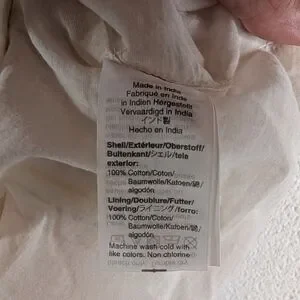 Made in India
Fabriqué en Inde
in Indien Hergestellt
Vervaardigd in India
インド製
Hecho en India
Shell/Extérieur/Oberstoff/
Buitenkant/シェル/tela
exterior:
100% Cotton/Coton/
Baumwolle/Katoen/綿/
algodón
Lining/Doublure/Futter/
Voering/ライニング/forro:
100% Cotton/Coton/
Baumwolle/Katoen/綿/
algodón
Machine wash cold with
like colors. Non chlorine